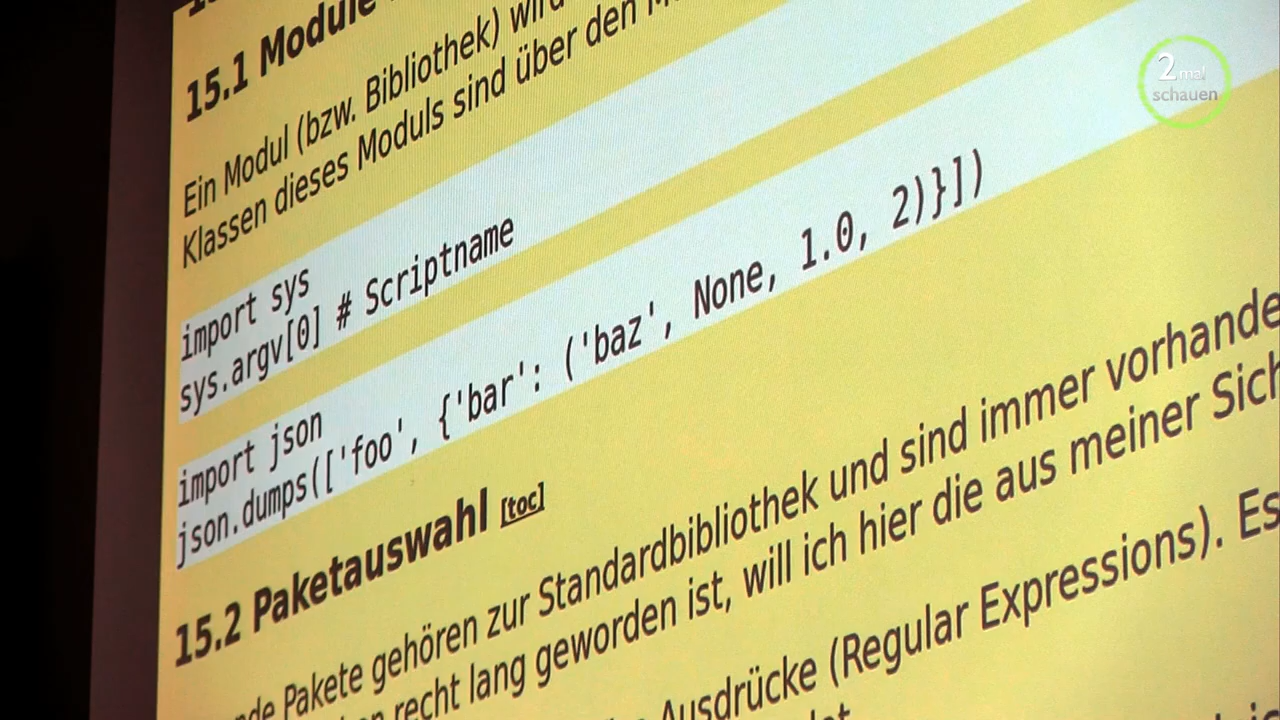 15.1 Module
Ein Modul (bzw. Bibliothek) wird
Klassen dieses Moduls sind über den
import sys
sys.argv[0] # Scriptname
import json
json.dumps(['foo', {'bar': ('baz', None, 1.0, 2)}])
15.2 Paketauswahl [toc]
Pakete gehören zur Standardbibliothek und sind immer vorhande
recht lang geworden ist, will ich hier die aus meiner Sich
Ausdrücke (Regular Expressions). Es
2mal
schauen